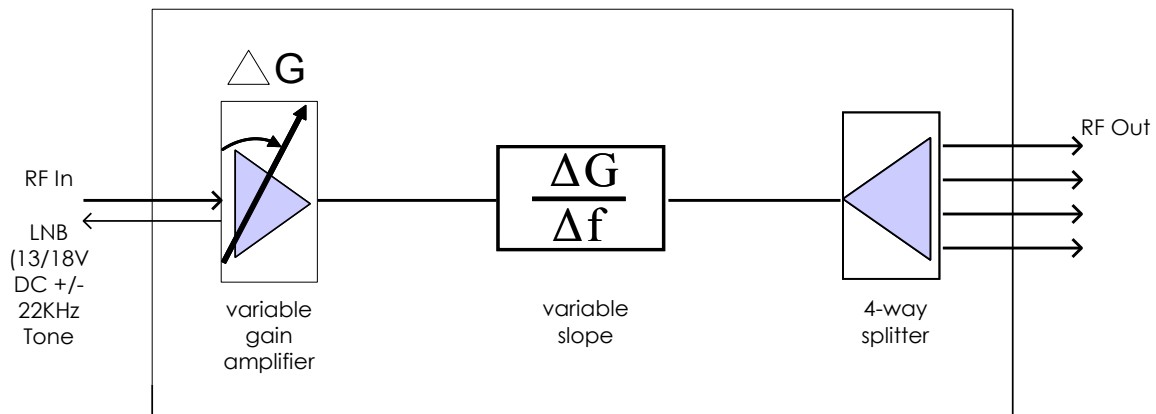 △ G
RF In
LNB
(13/18V
DC +/-
22KHz
Tone
variable
gain
amplifier
ΔG
Δf
variable
slope
4-way
splitter
RF Out